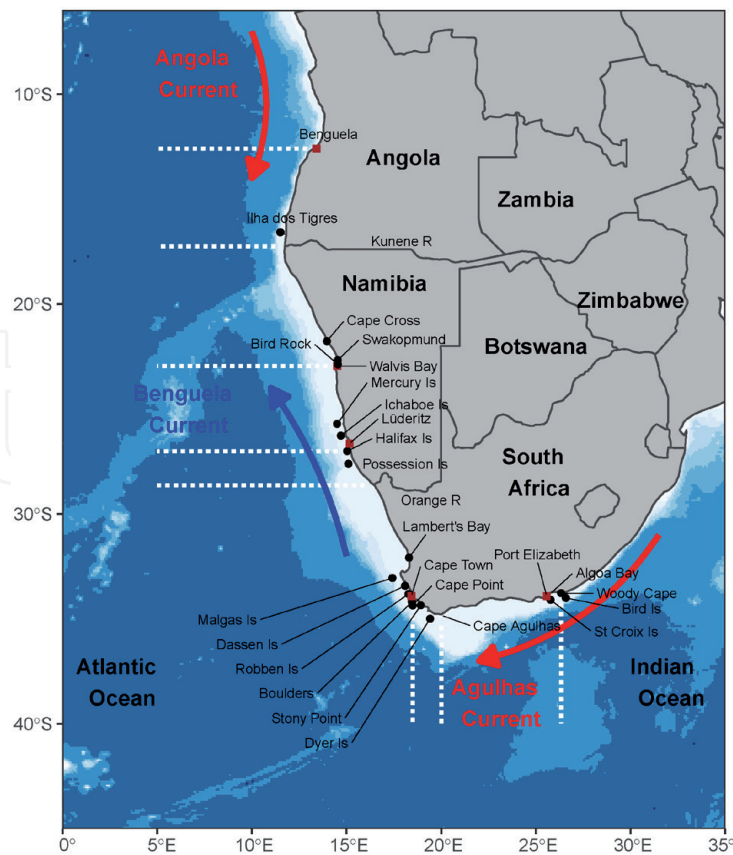 Angola
Current
10°S
Benguela
Angola
Zambia
Ilha dos Tigres
Kunene R
Namibia
Zimbabwe
20°S
Cape Cross
Swakopmund
Bird Rock
Botswana
Walvis Bay
Mercury Is
Benguela
Current
Ichaboe Is
Lüderitz
Halifax Is
Possession Is
South
Africa
Orange R
30°S
Lambert's Bay
Port Elizabeth
Cape Town
Algoa Bay
Cape Point
Woody Cape
Bird Is
Malgas Is
Cape Agulhas
St Croix Is
Dassen Is
Robben Is
Atlantic
Ocean
Indian
Ocean
Boulders
Agulhas
Current
Stony Point
40°S
Dyer Is
0°
5°E
10°E
15°E
20°E
25°E
30°E
35°E